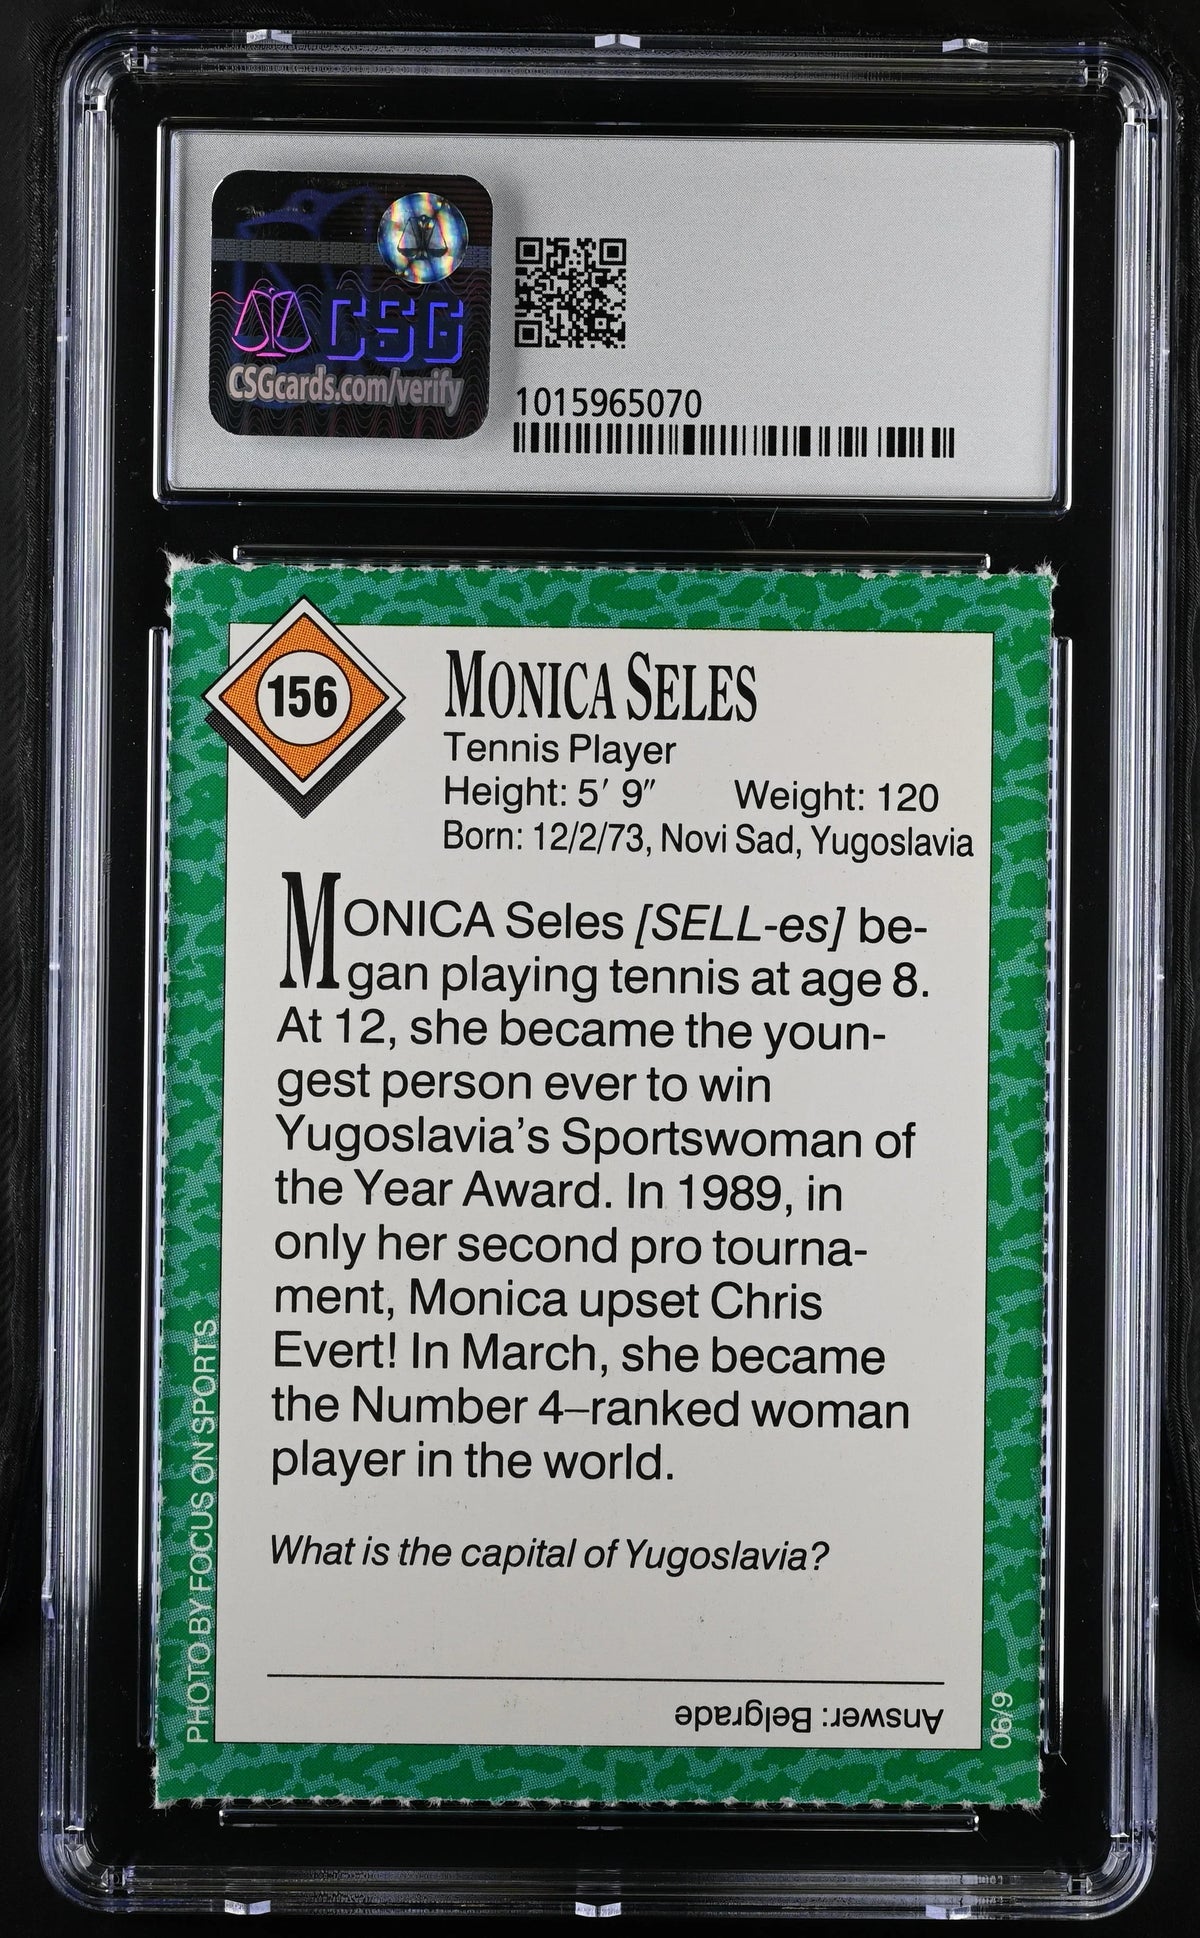 CSG
CSGcards.com/verify
1015965070
156
MONICA SELES
Tennis Player
Height: 5′ 9″ Weight: 120
Born: 12/2/73, Novi Sad, Yugoslavia
MONICA Seles [SELL-es] be-
gan playing tennis at age 8.
At 12, she became the youn-
gest person ever to win
Yugoslavia's Sportswoman of
the Year Award. In 1989, in
only her second pro tourna-
ment, Monica upset Chris
Evert! In March, she became
the Number 4–ranked woman
player in the world.
What is the capital of Yugoslavia?
Answer: Belgrade
PHOTO BY FOCUS ON SPORTS
9/90